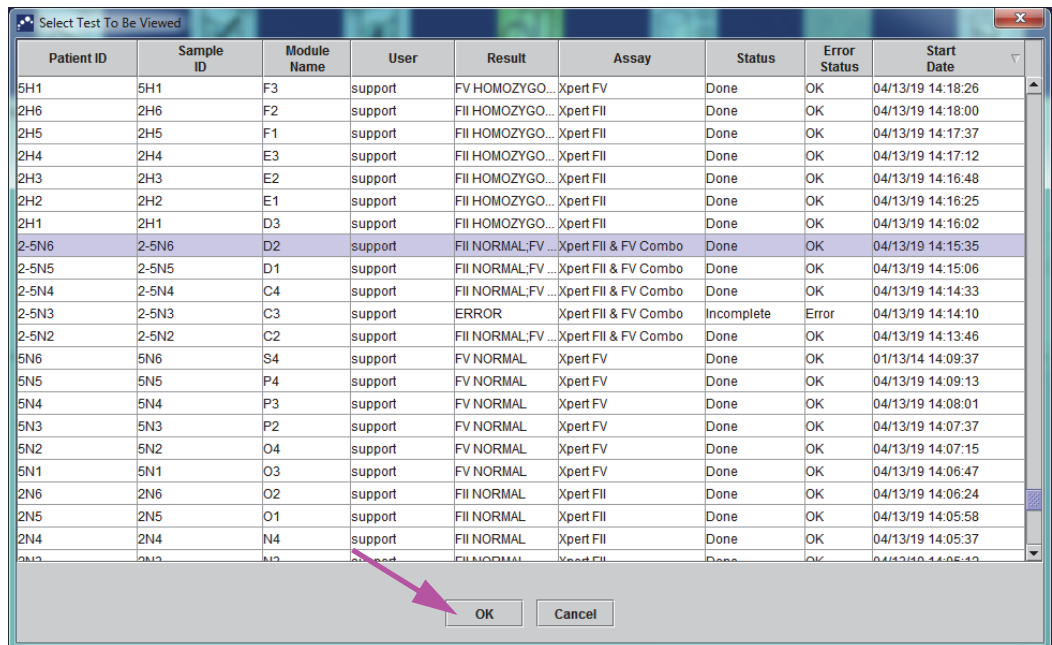 Select Test To Be Viewed
x
Patient ID Sample ID Module Name User Result Assay Status Error Status Start Date
5H1 5H1 F3 support FV HOMOZYGO... Xpert FV Done OK 04/13/19 14:18:26
2H6 2H6 F2 support FII HOMOZYGO... Xpert FII Done OK 04/13/19 14:18:00
2H5 2H5 F1 support FII HOMOZYGO... Xpert FII Done OK 04/13/19 14:17:37
2H4 2H4 E3 support FII HOMOZYGO... Xpert FII Done OK 04/13/19 14:17:12
2H3 2H3 E2 support FII HOMOZYGO... Xpert FII Done OK 04/13/19 14:16:48
2H2 2H2 E1 support FII HOMOZYGO... Xpert FII Done OK 04/13/19 14:16:25
2H1 2H1 D3 support FII HOMOZYGO... Xpert FII Done OK 04/13/19 14:16:02
2-5N6 2-5N6 D2 support FII NORMAL;FV ... Xpert FII & FV Combo Done OK 04/13/19 14:15:35
2-5N5 2-5N5 D1 support FII NORMAL;FV ... Xpert FII & FV Combo Done OK 04/13/19 14:15:06
2-5N4 2-5N4 C4 support FII NORMAL;FV ... Xpert FII & FV Combo Done OK 04/13/19 14:14:33
2-5N3 2-5N3 C3 support ERROR Xpert FII & FV Combo Incomplete Error 04/13/19 14:14:10
2-5N2 2-5N2 C2 support FII NORMAL;FV ... Xpert FII & FV Combo Done OK 04/13/19 14:13:46
5N6 5N6 S4 support FV NORMAL Xpert FV Done OK 01/13/14 14:09:37
5N5 5N5 P4 support FV NORMAL Xpert FV Done OK 04/13/19 14:09:13
5N4 5N4 P3 support FV NORMAL Xpert FV Done OK 04/13/19 14:08:01
5N3 5N3 P2 support FV NORMAL Xpert FV Done OK 04/13/19 14:07:37
5N2 5N2 O4 support FV NORMAL Xpert FV Done OK 04/13/19 14:07:15
5N1 5N1 O3 support FV NORMAL Xpert FV Done OK 04/13/19 14:06:47
2N6 2N6 O2 support FII NORMAL Xpert FII Done OK 04/13/19 14:06:24
2N5 2N5 O1 support FII NORMAL Xpert FII Done OK 04/13/19 14:05:58
2N4 2N4 N4 support FII NORMAL Xpert FII Done OK 04/13/19 14:05:37
OK Cancel